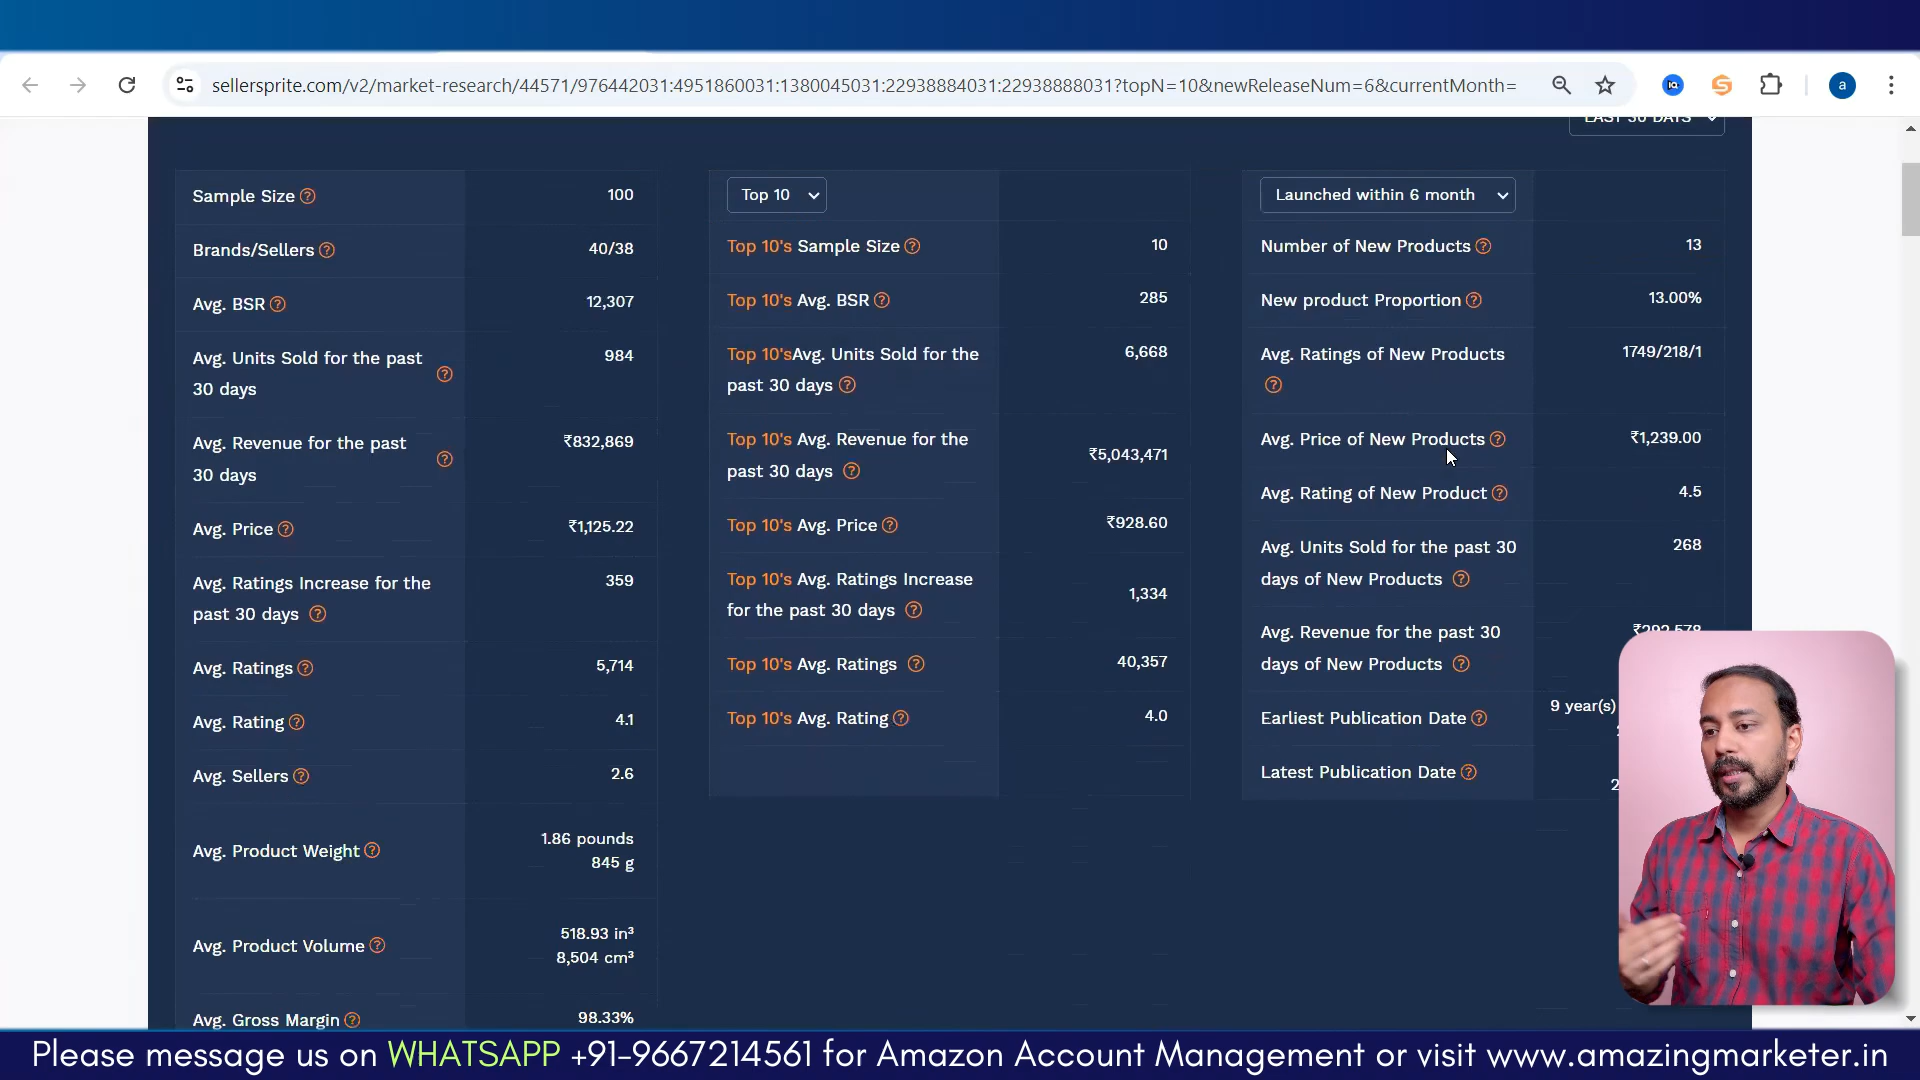 sellersprite.com/v2/market-research/44571/976442031:4951860031:1380045031:22938884031:22938888031?topN=10&newReleaseNum=6&currentMonth=
a
LAST 30 DAYS
Sample Size
100
Brands/Sellers
40/38
Avg. BSR
12,307
Avg. Units Sold for the past
30 days
984
Avg. Revenue for the past
30 days
₹832,869
Avg. Price
₹1,125.22
Avg. Ratings Increase for the
past 30 days
359
Avg. Ratings
5,714
Avg. Rating
4.1
Avg. Sellers
2.6
Avg. Product Weight
1.86 pounds
845 g
Avg. Product Volume
518.93 in³
8,504 cm³
Avg. Gross Margin
98.33%
Top 10
Top 10's Sample Size
10
Top 10's Avg. BSR
285
Top 10'sAvg. Units Sold for the
past 30 days
6,668
Top 10's Avg. Revenue for the
past 30 days
₹5,043,471
Top 10's Avg. Price
₹928.60
Top 10's Avg. Ratings Increase
for the past 30 days
1,334
Top 10's Avg. Ratings
40,357
Top 10's Avg. Rating
4.0
Launched within 6 month
Number of New Products
13
New product Proportion
13.00%
Avg. Ratings of New Products
1749/218/1
Avg. Price of New Products
₹1,239.00
Avg. Rating of New Product
4.5
Avg. Units Sold for the past 30
days of New Products
268
Avg. Revenue for the past 30
days of New Products
₹292,578
Earliest Publication Date
9 year(s)
Latest Publication Date
Please message us on WHATSAPP +91-9667214561 for Amazon Account Management or visit www.amazingmarketer.in